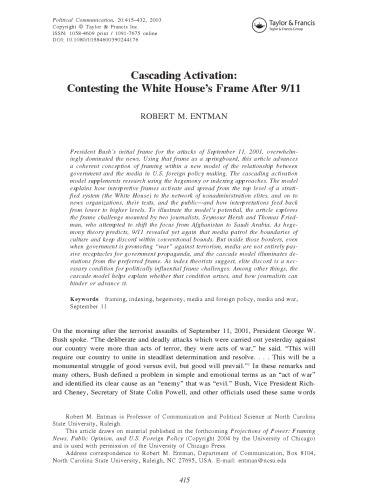 Political Communication, 20:415–432, 2003
Copyright © Taylor & Francis Inc.
ISSN: 1058-4609 print / 1091-7675 online
DOI: 10.1080/10584600390244176
Taylor & Francis
Taylor & Francis Group
Cascading Activation:
Contesting the White House's Frame After 9/11
ROBERT M. ENTMAN
President Bush's initial frame for the attacks of September 11, 2001, overwhelm-
ingly dominated the news. Using that frame as a springboard, this article advances
a coherent conception of framing within a new model of the relationship between
government and the media in U.S. foreign policy making. The cascading activation
model supplements research using the hegemony or indexing approaches. The model
explains how interpretive frames activate and spread from the top level of a strati-
fied system (the White House) to the network of nonadministration elites, and on to
news organizations, their texts, and the public—and how interpretations feed back
from lower to higher levels. To illustrate the model's potential, the article explores
the frame challenge mounted by two journalists, Seymour Hersh and Thomas Fried-
man, who attempted to shift the focus from Afghanistan to Saudi Arabia. As hege-
mony theory predicts, 9/11 revealed yet again that media patrol the boundaries of
culture and keep discord within conventional bounds. But inside those borders, even
when government is promoting "war" against terrorism, media are not entirely pas-
sive receptacles for government propaganda, and the cascade model illuminates de-
viations from the preferred frame. As index theorists suggest, elite discord is a nec-
essary condition for politically influential frame challenges. Among other things, the
cascade model helps explain whether that condition arises, and how journalists can
hinder or advance it.
Keywords framing, indexing, hegemony, media and foreign policy, media and war,
September 11
On the morning after the terrorist assaults of September 11, 2001, President George W.
Bush spoke. "The deliberate and deadly attacks which were carried out yesterday against
our country were more than acts of terror, they were acts of war," he said. "This will
require our country to unite in steadfast determination and resolve. . . . This will be a
monumental struggle of good versus evil, but good will prevail."¹ In these remarks and
many others, Bush defined a problem in simple and emotional terms as an "act of war"
and identified its clear cause as an "enemy" that was "evil." Bush, Vice President Rich-
ard Cheney, Secretary of State Colin Powell, and other officials used these same words
Robert M. Entman is Professor of Communication and Political Science at North Carolina
State University, Raleigh.
This article draws on material published in the forthcoming Projections of Power: Framing
News, Public Opinion, and U.S. Foreign Policy (Copyright 2004 by the University of Chicago)
and is used with permission of the University of Chicago Press.
Address correspondence to Robert M. Entman, Department of Communication, Box 8104,
North Carolina State University, Raleigh, NC 27695, USA. E-mail: entman@ncsu.edu
415